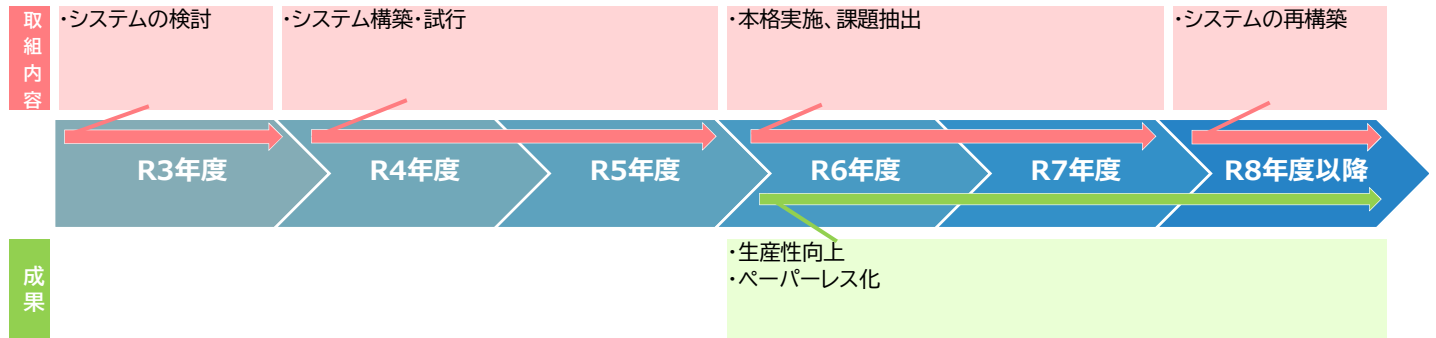 取組内容
・システムの検討
・システム構築・試行
・本格実施、課題抽出
・システムの再構築
R3年度
R4年度
R5年度
R6年度
R7年度
R8年度以降
成果
・生産性向上
・ペーパーレス化